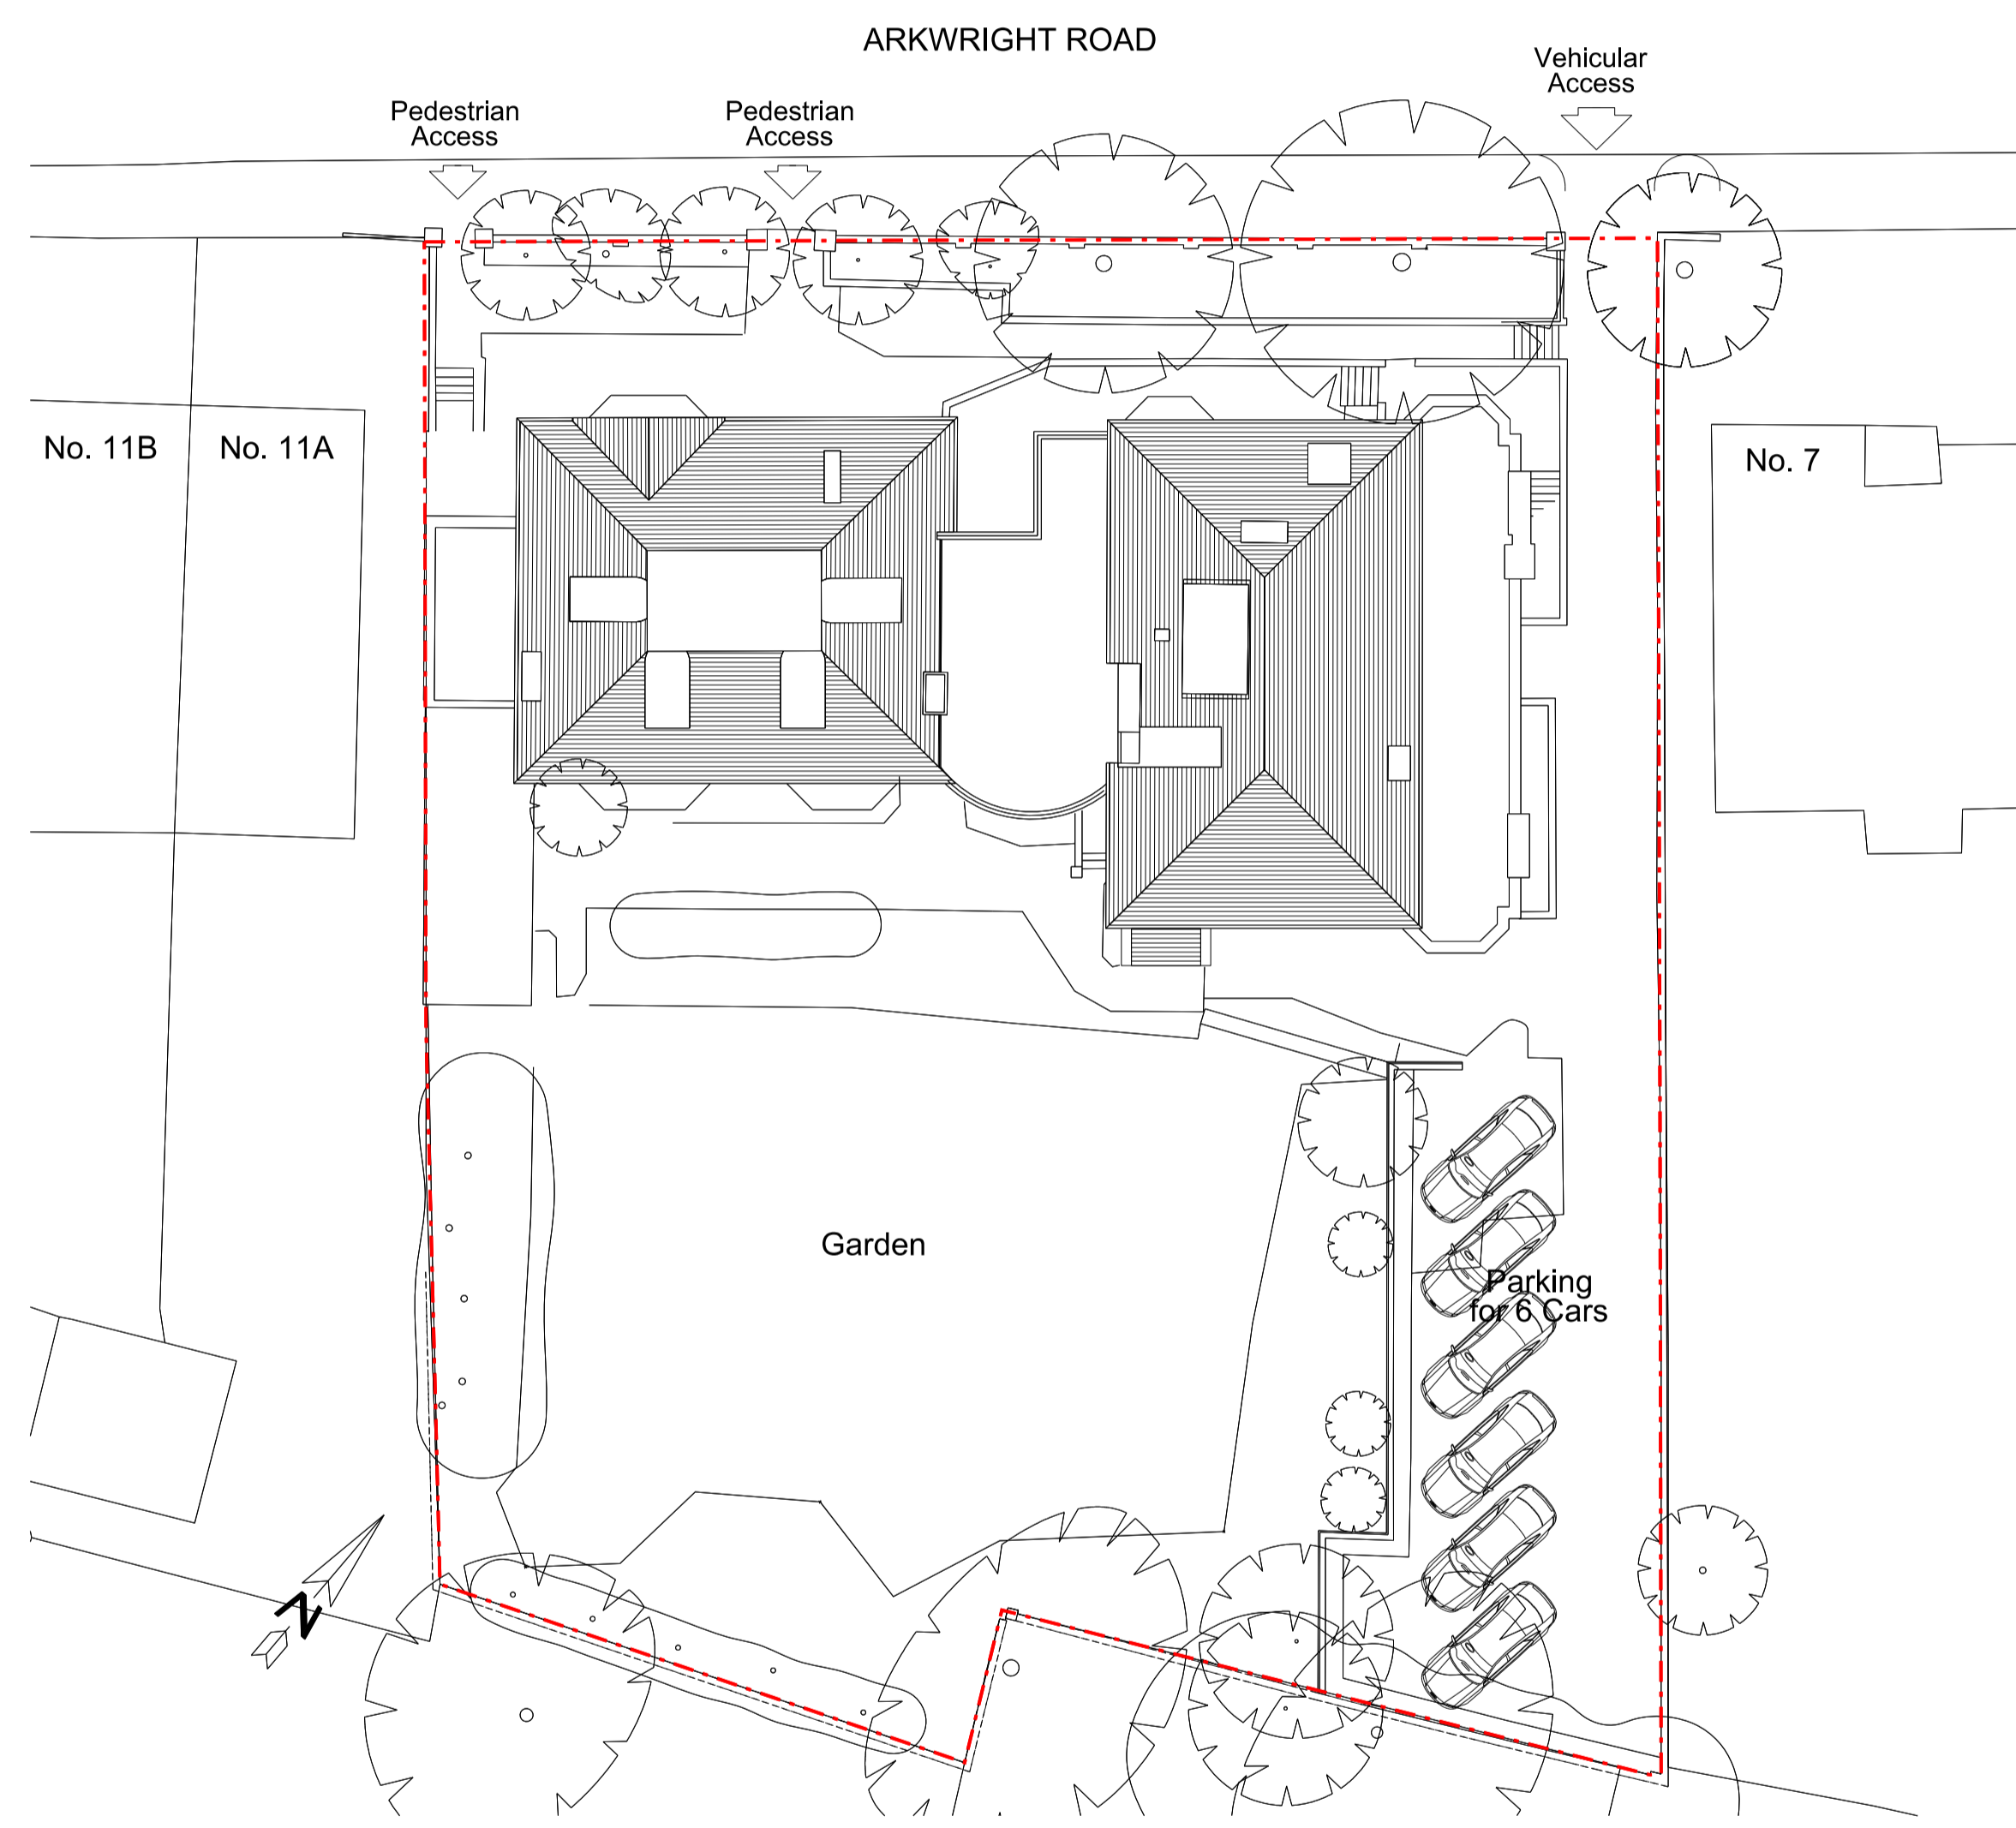 ARKWRIGHT ROAD
Vehicular
Access
Pedestrian
Access
Pedestrian
Access
No. 11B
No. 11A
No. 7
Garden
Parking
for 6 Cars
N